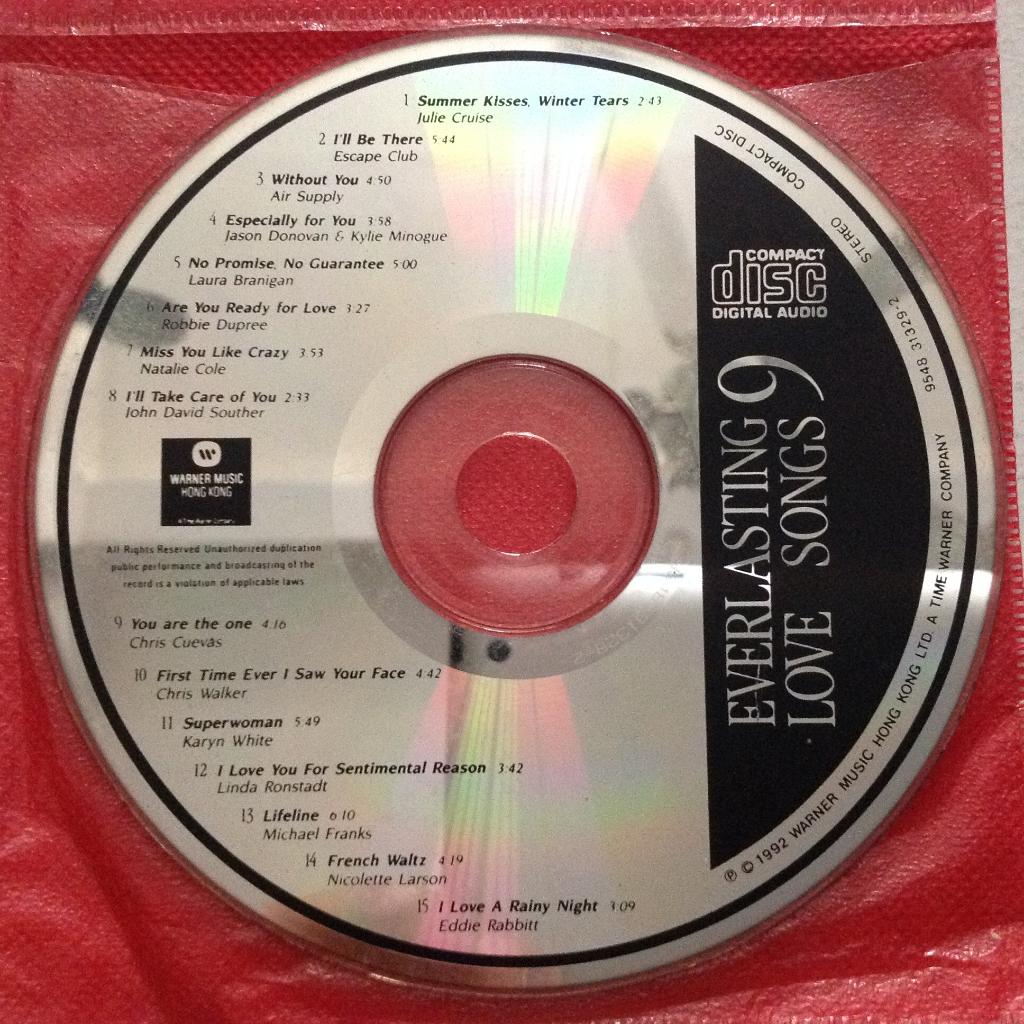 1 Summer Kisses, Winter Tears 2:43
Julie Cruise
2 I'll Be There 5:44
Escape Club
3 Without You 4:50
Air Supply
4 Especially for You 3:58
Jason Donovan & Kylie Minogue
5 No Promise, No Guarantee 5:00
Laura Branigan
6 Are You Ready for Love 3:27
Robbie Dupree
7 Miss You Like Crazy 3:53
Natalie Cole
8 I'll Take Care of You 2:33
John David Souther
WARNER MUSIC
HONG KONG
A Time Warner Company
All Rights Reserved Unauthorized duplication
public performance and broadcasting of the
record is a violation of applicable laws
9 You are the one 4:16
Chris Cuevas
10 First Time Ever I Saw Your Face 4:42
Chris Walker
11 Superwoman 5:49
Karyn White
12 I Love You For Sentimental Reason 3:42
Linda Ronstadt
13 Lifeline 6:10
Michael Franks
14 French Waltz 4:19
Nicolette Larson
15 I Love A Rainy Night 3:09
Eddie Rabbitt
COMPACT DISC
STEREO
9548 31329-2
COMPACT
disc
DIGITAL AUDIO
EVERLASTING
LOVE SONGS 9
℗ © 1992 WARNER MUSIC HONG KONG LTD. A TIME WARNER COMPANY